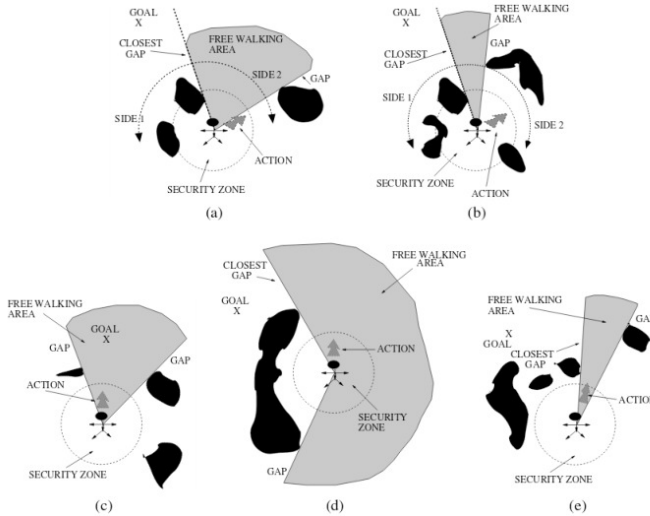 GOAL
X
CLOSEST
GAP
FREE WALKING
AREA
SIDE 2
GAP
SIDE 1
ACTION
SECURITY ZONE
(a)
GOAL
X
FREE WALKING
AREA
CLOSEST
GAP
GAP
SIDE 1
SIDE 2
SECURITY ZONE
ACTION
(b)
FREE WALKING
AREA
GOAL
X
GAP
GAP
ACTION
SECURITY ZONE
(c)
CLOSEST
GAP
GOAL
X
FREE WALKING
AREA
ACTION
SECURITY
ZONE
GAP
(d)
FREE WALKING
AREA
GA
X
GOAL
CLOSEST
GAP
ACTION
SECURITY ZONE
(e)